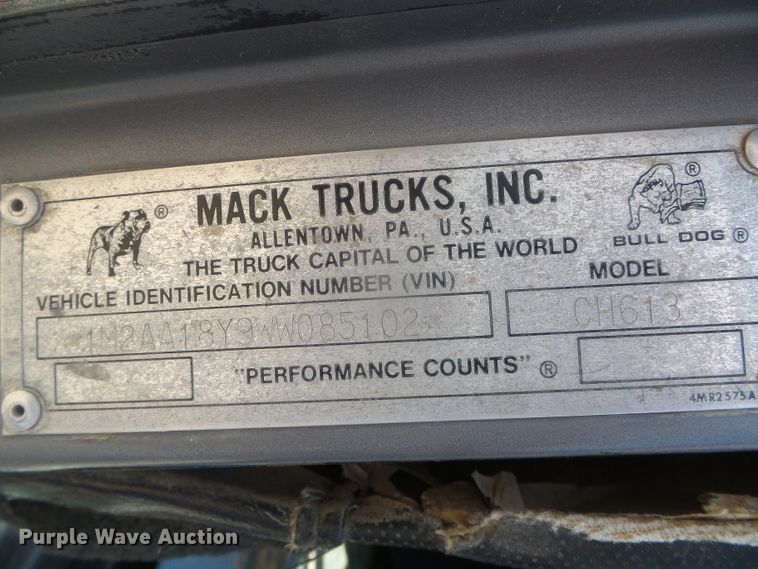 MACK TRUCKS, INC.
ALLENTOWN, PA., U.S.A.
THE TRUCK CAPITAL OF THE WORLD
®
®
BULL DOG ®
VEHICLE IDENTIFICATION NUMBER (VIN)
MODEL
1M2AA18Y9WW085102
CH613
"PERFORMANCE COUNTS" ®
4MR2575A
Purple Wave Auction